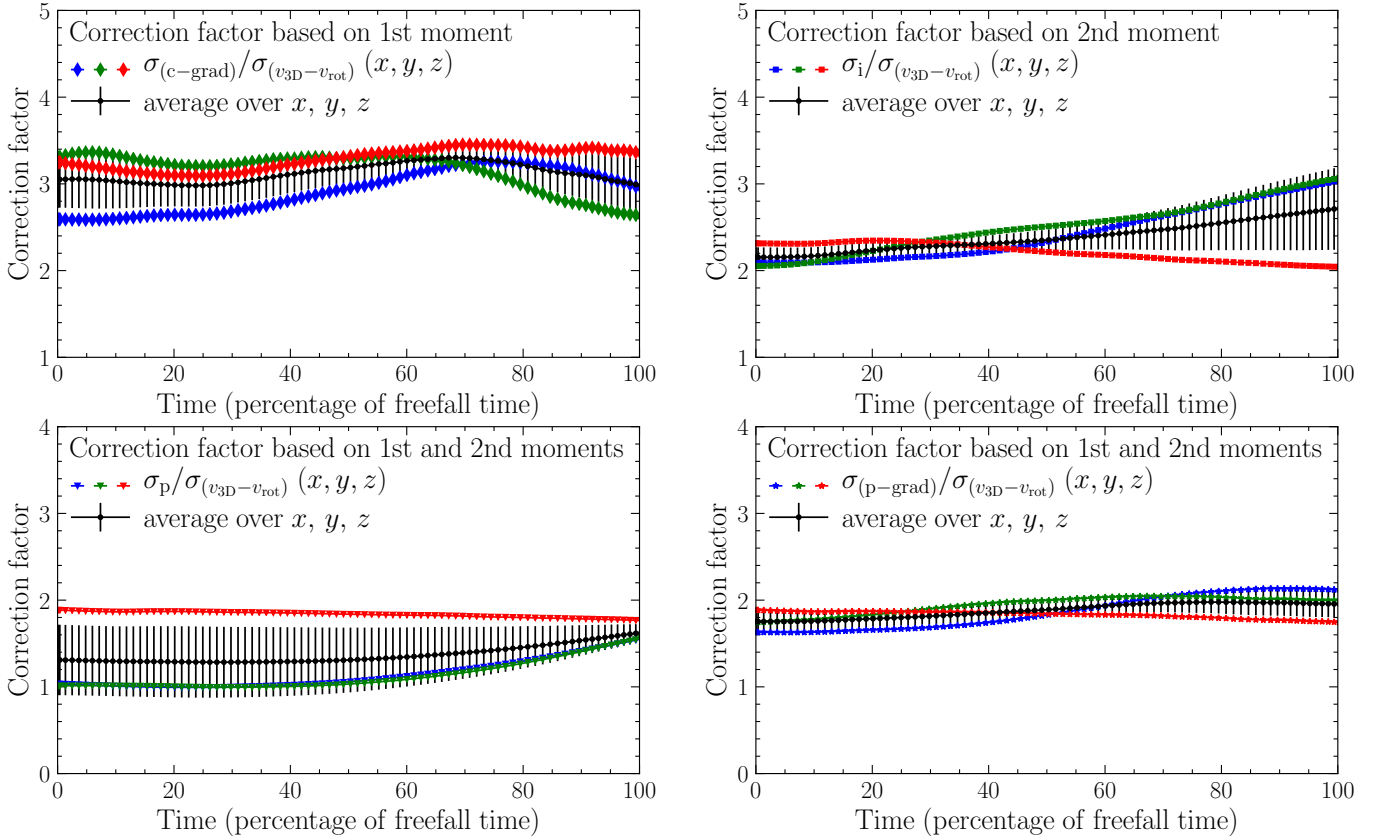 Correction factor based on 1st moment
σ(c−grad)/σ(v3D−vrot) (x, y, z)
average over x, y, z
Correction factor
5
4
3
2
1
0 20 40 60 80 100
Time (percentage of freefall time)
Correction factor based on 2nd moment
σi/σ(v3D−vrot) (x, y, z)
average over x, y, z
Correction factor
5
4
3
2
1
0 20 40 60 80 100
Time (percentage of freefall time)
Correction factor based on 1st and 2nd moments
σp/σ(v3D−vrot) (x, y, z)
average over x, y, z
Correction factor
4
3
2
1
0
0 20 40 60 80 100
Time (percentage of freefall time)
Correction factor based on 1st and 2nd moments
σ(p−grad)/σ(v3D−vrot) (x, y, z)
average over x, y, z
Correction factor
4
3
2
1
0
0 20 40 60 80 100
Time (percentage of freefall time)